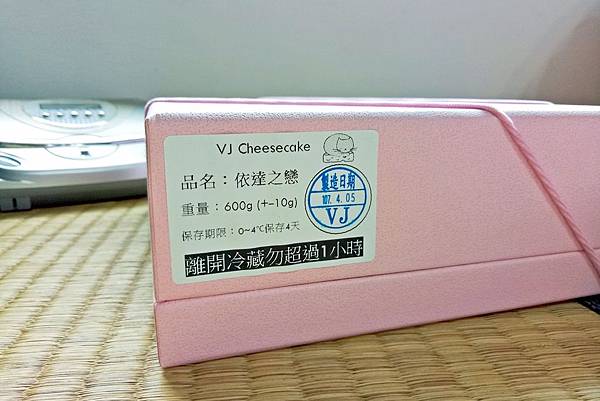 VJ Cheesecake
品名：依達之戀
重量：600g (+-10g)
保存期限：0~4℃保存4天
離開冷藏勿超過1小時
製造日期
107. 4. 05
VJ